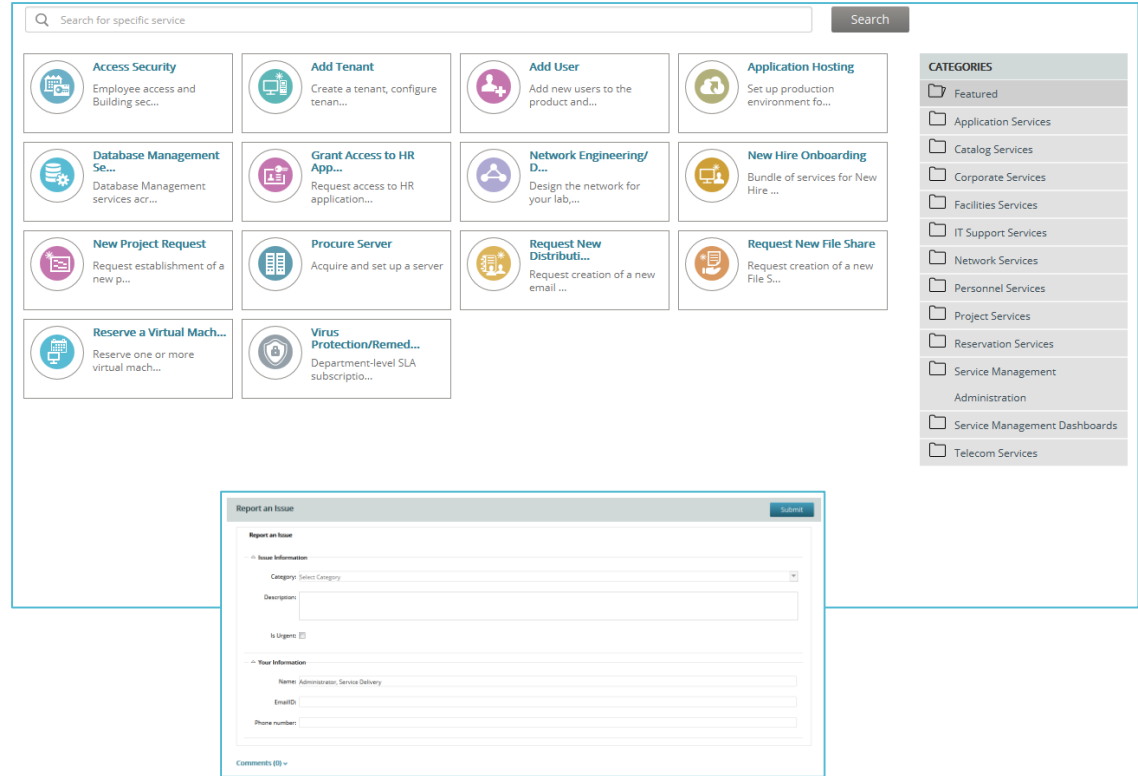 Search for specific service
Search
Access Security
Employee access and
Building sec...
Add Tenant
Create a tenant, configure
tenan...
Add User
Add new users to the
product and...
Application Hosting
Set up production
environment fo...
Database Management
Se...
Database Management
services acr...
Grant Access to HR
App...
Request access to HR
application...
Network Engineering/
D...
Design the network for
your lab,...
New Hire Onboarding
Bundle of services for New
Hire ...
New Project Request
Request establishment of a
new p...
Procure Server
Acquire and set up a server
Request New
Distributi...
Request creation of a new
email ...
Request New File Share
Request creation of a new
File S...
Reserve a Virtual Mach...
Reserve one or more
virtual mach...
Virus
Protection/Remed...
Department-level SLA
subscriptio...
CATEGORIES
Featured
Application Services
Catalog Services
Corporate Services
Facilities Services
IT Support Services
Network Services
Personnel Services
Project Services
Reservation Services
Service Management
Administration
Service Management Dashboards
Telecom Services
Report an Issue
Submit
Report an Issue
Issue Information
Category: Select Category
Description:
Is Urgent:
Your Information
Name: Administrator, Service Delivery
EmailID:
Phone number:
Comments (0)